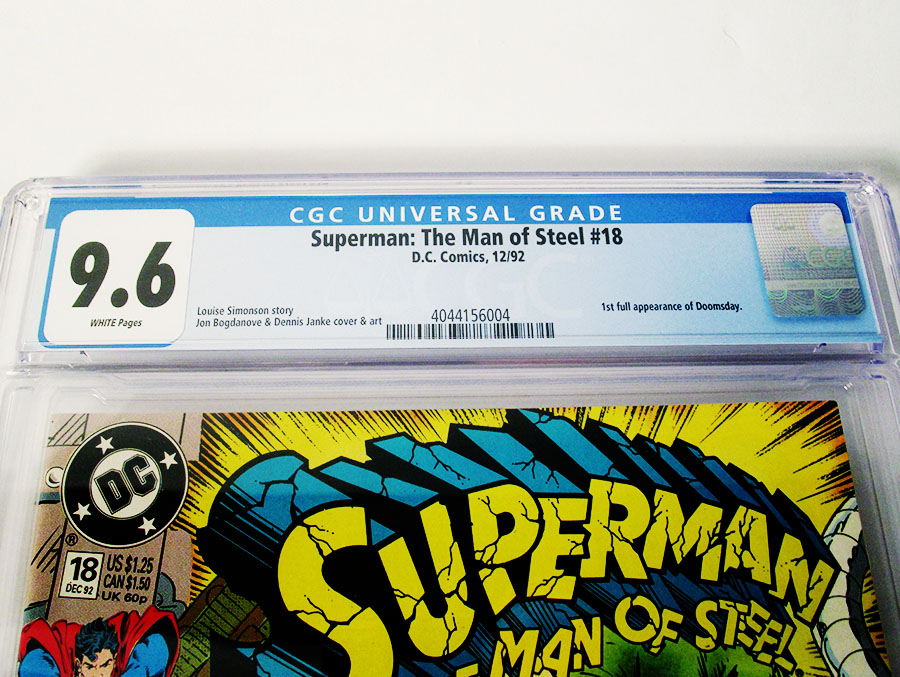 CGC UNIVERSAL GRADE
9.6
WHITE Pages
Superman: The Man of Steel #18
D.C. Comics, 12/92
Louise Simonson story
Jon Bogdanove & Dennis Janke cover & art
4044156004
1st full appearance of Doomsday.
CGC
CGC
DC
®
18
DEC 92
US $1.25
CAN $1.50
UK 60p
SUPERMAN
MAN OF STEEL